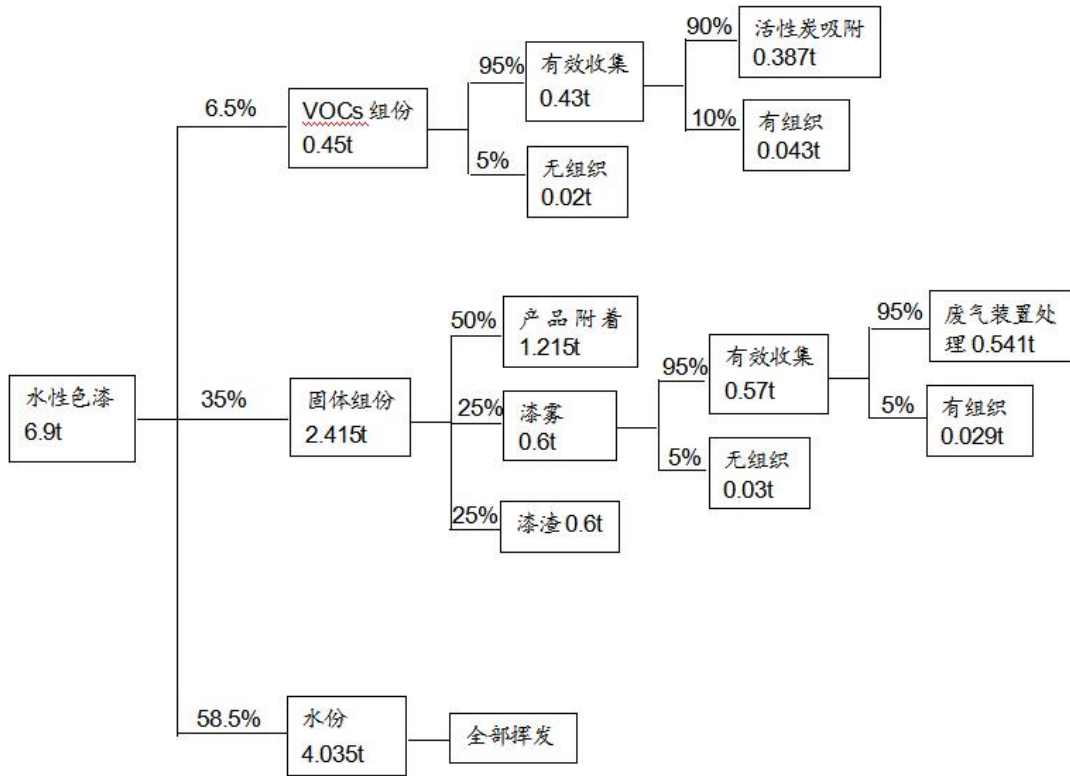 水性色漆
6.9t
6.5%
VOCs 组份
0.45t
95%
有效收集
0.43t
90%
活性炭吸附
0.387t
10%
有组织
0.043t
5%
无组织
0.02t
35%
固体组份
2.415t
50%
产品附着
1.215t
25%
漆雾
0.6t
95%
有效收集
0.57t
95%
废气装置处
理 0.541t
5%
有组织
0.029t
5%
无组织
0.03t
25%
漆渣 0.6t
58.5%
水份
4.035t
全部挥发